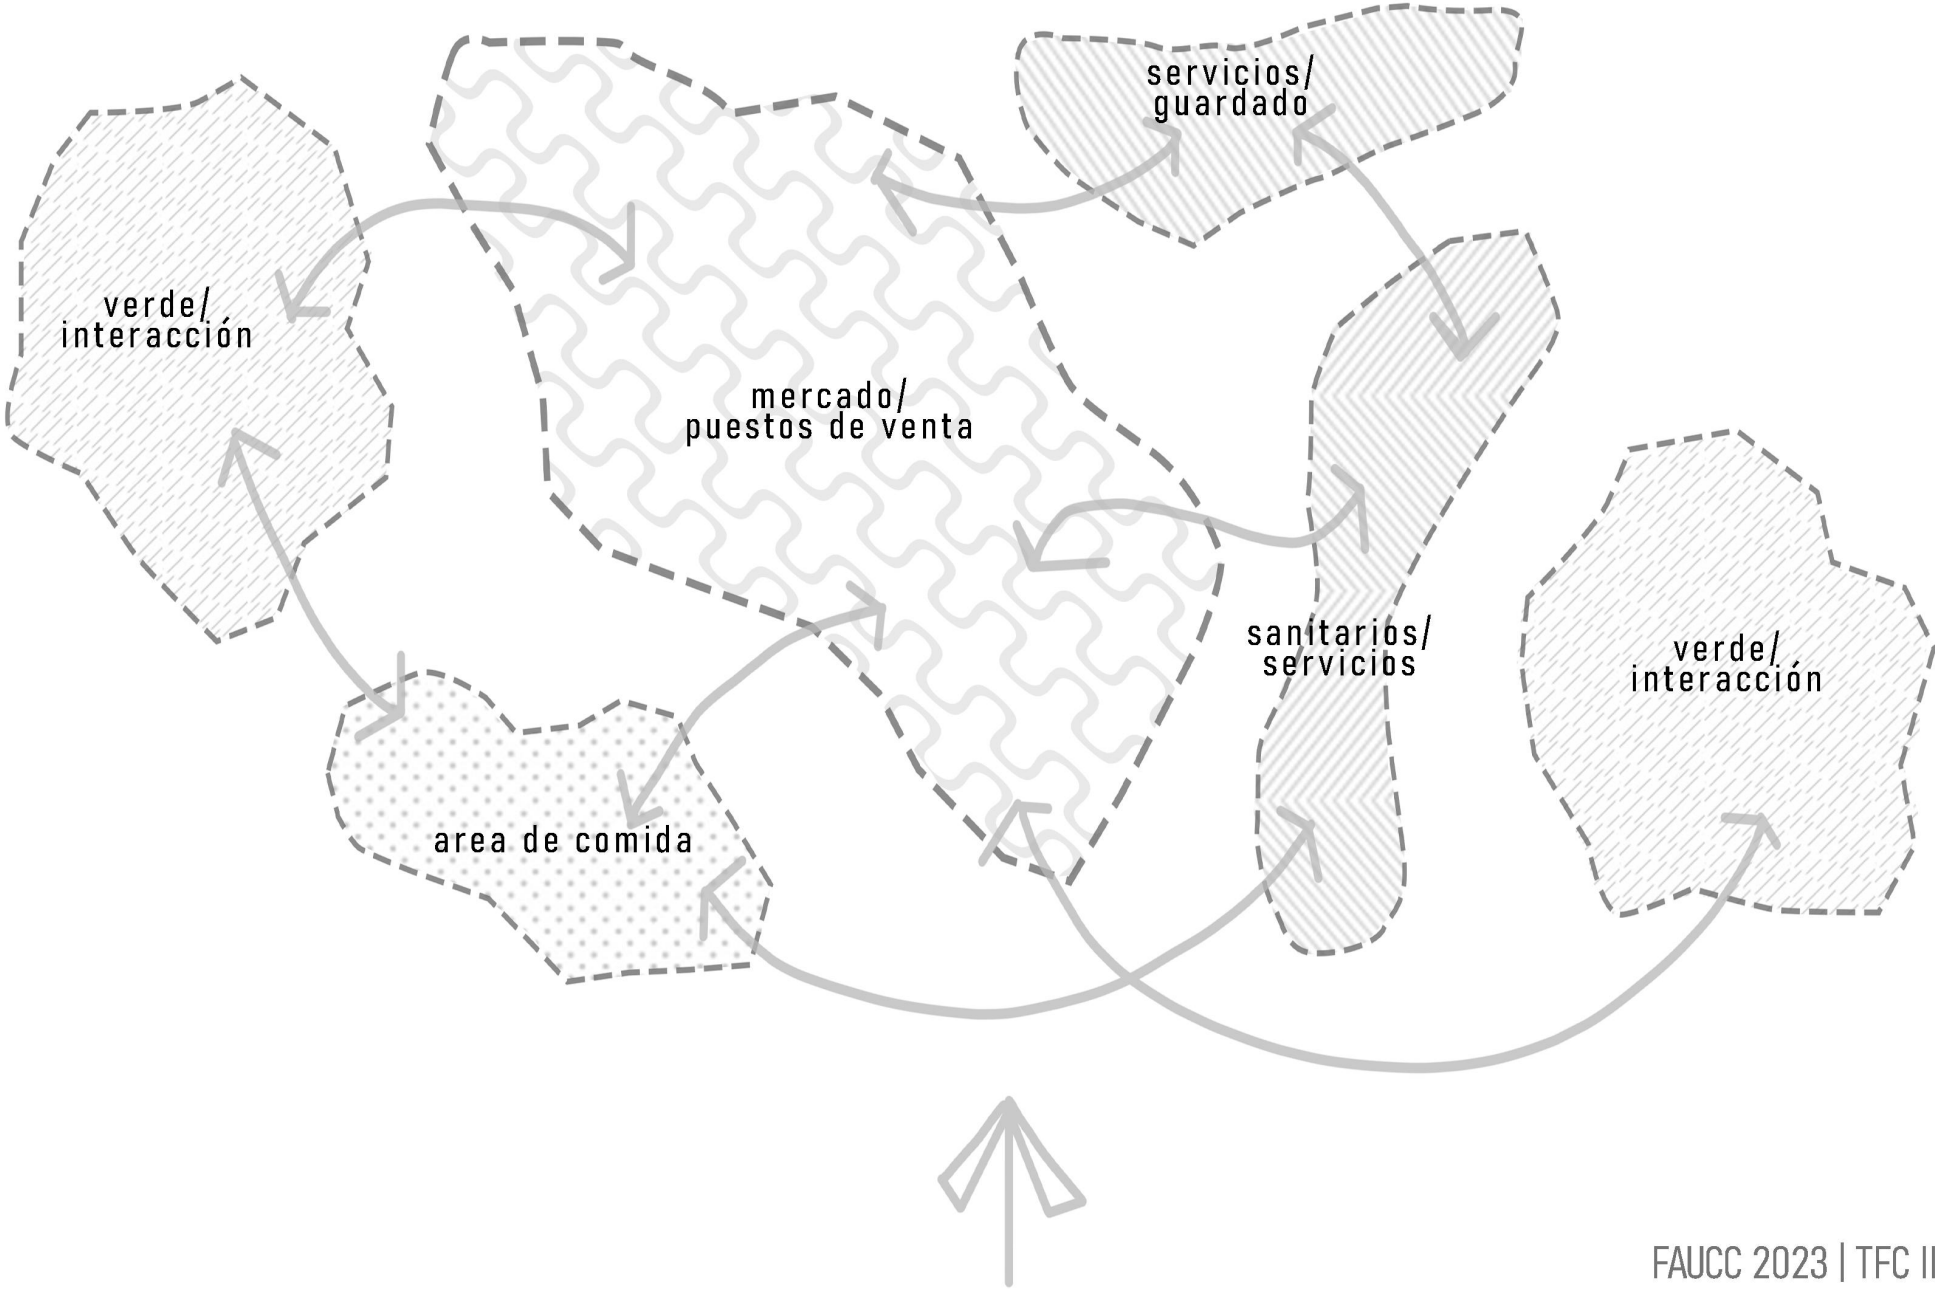 servicios/
guardado
verde/
interacción
mercado/
puestos de venta
sanitarios/
servicios
verde/
interacción
area de comida
FAUCC 2023 | TFC II